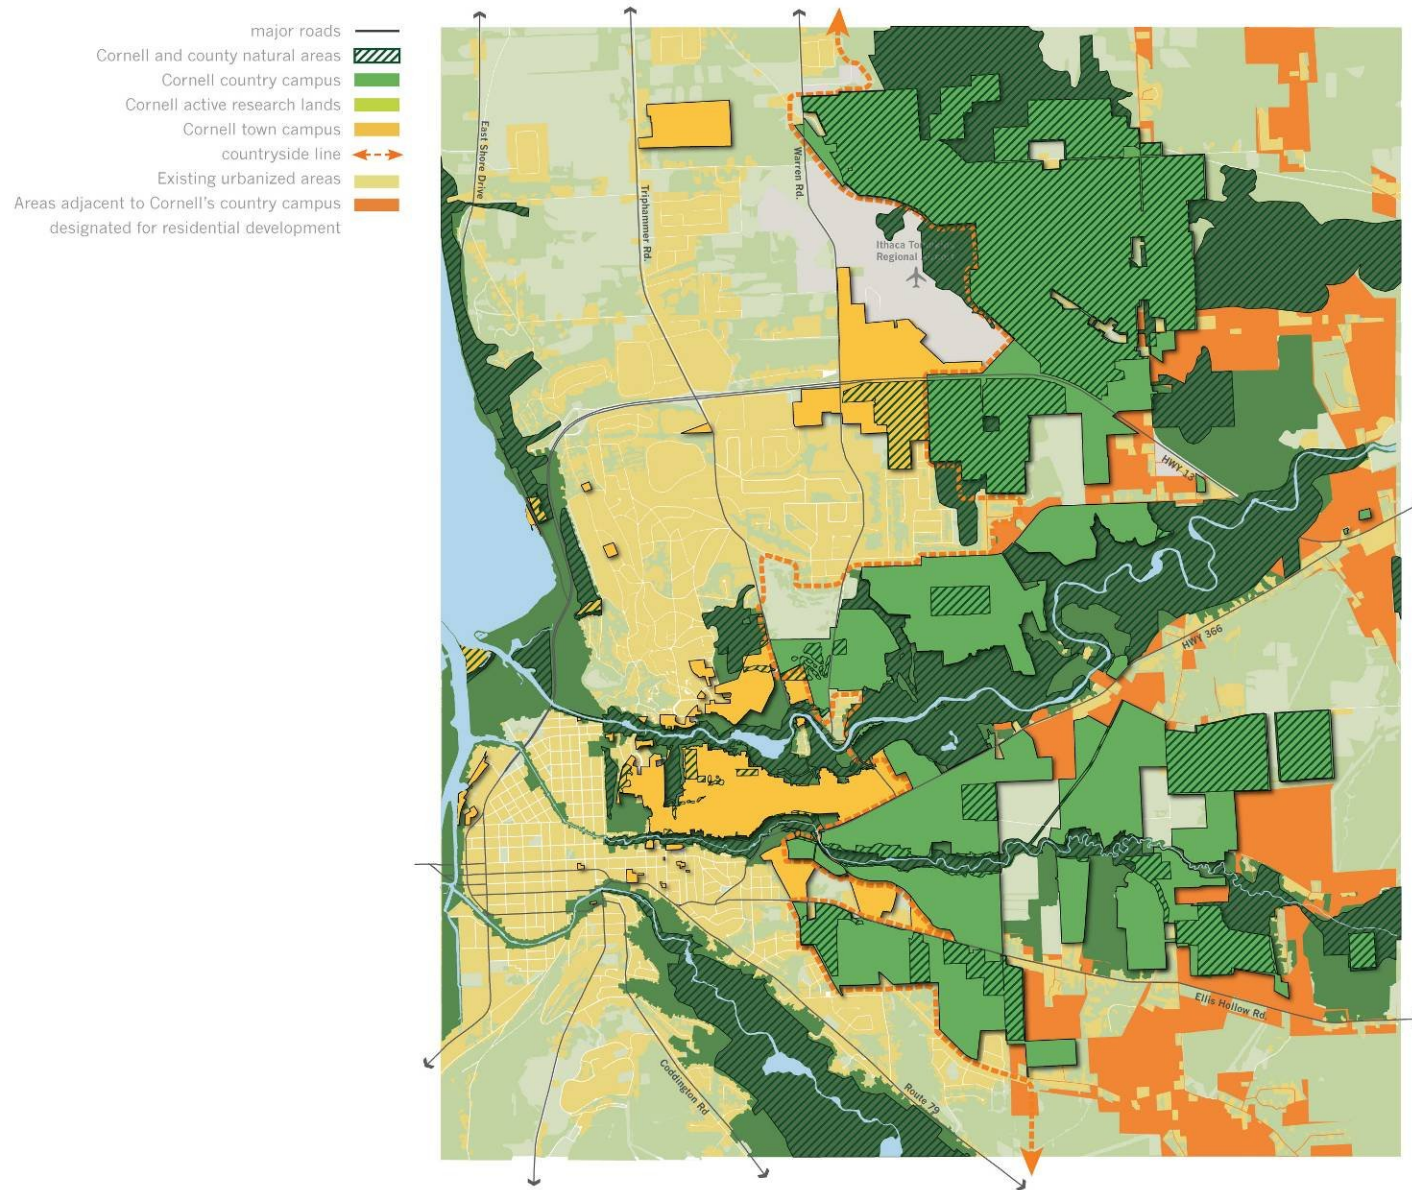 major roads
Cornell and county natural areas
Cornell country campus
Cornell active research lands
Cornell town campus
countryside line
Existing urbanized areas
Areas adjacent to Cornell's country campus
designated for residential development
East Shore Drive
Triphammer Rd.
Warren Rd.
Ithaca
Regional
HWY 13
HWY 366
Ellis Hollow Rd.
Route 79
Coddington Rd